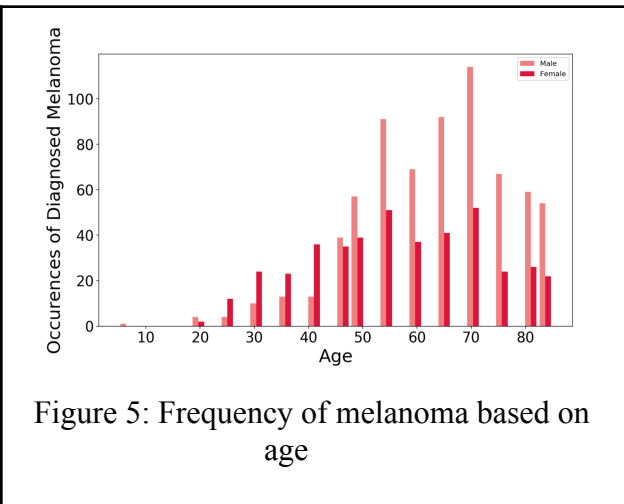 Occurences of Diagnosed Melanoma
100
80
60
40
20
0
Male
Female
10 20 30 40 50 60 70 80
Age
Figure 5: Frequency of melanoma based on
age